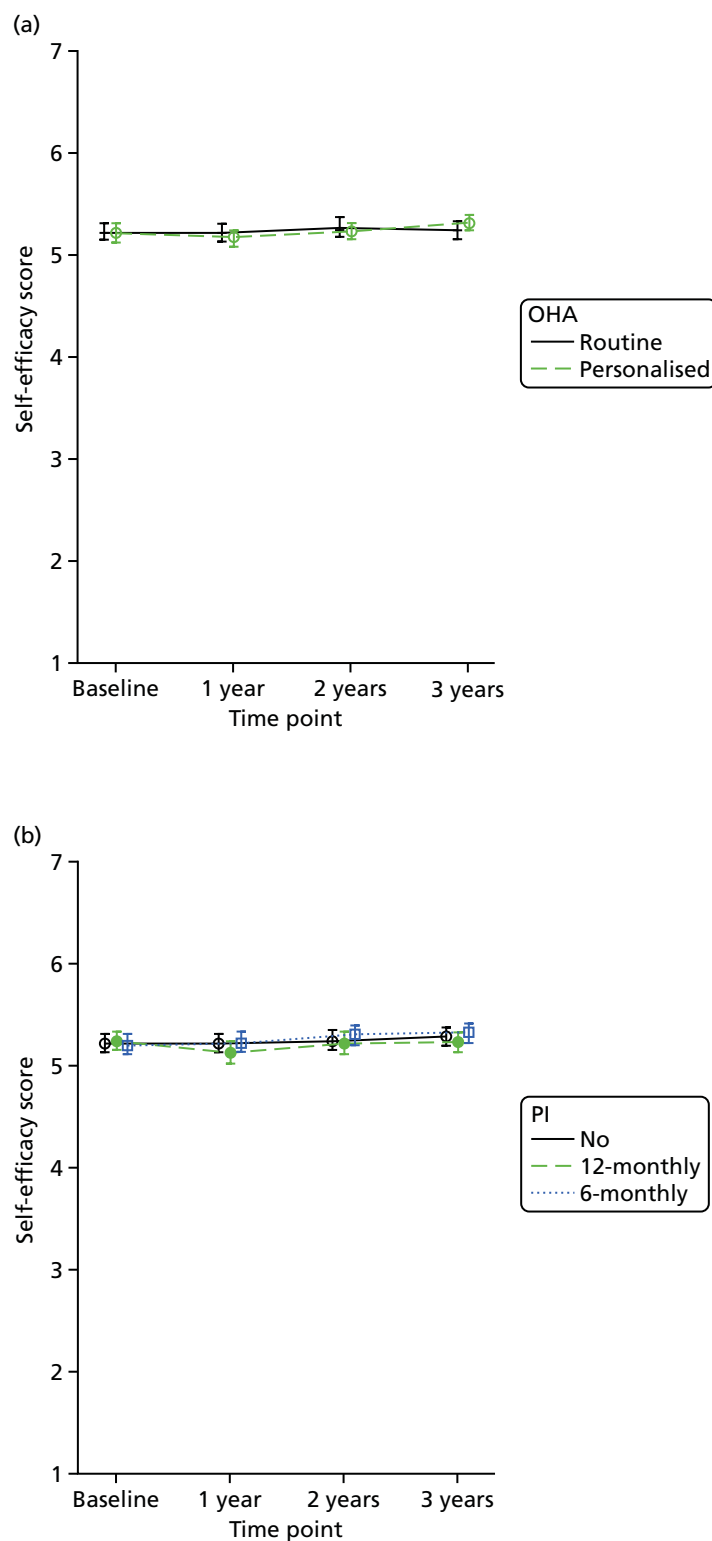 (a)
7
6
5
4
3
2
1
Self-efficacy score
Baseline
1 year
2 years
3 years
Time point
OHA
Routine
Personalised
(b)
7
6
5
4
3
2
1
Self-efficacy score
Baseline
1 year
2 years
3 years
Time point
PI
No
12-monthly
6-monthly